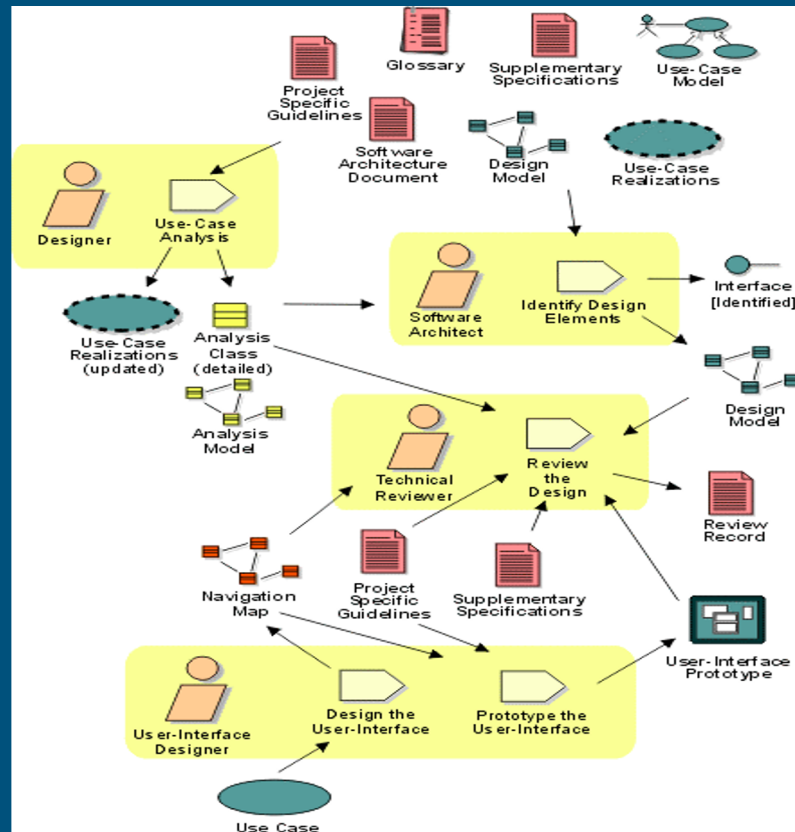 Glossary
Supplementary
Specifications
Use-Case
Model
Project
Specific
Guidelines
Software
Architecture
Document
Design
Model
Use-Case
Realizations
Designer
Use-Case
Analysis
Software
Architect
Identify Design
Elements
Interface
[Identified]
Use-Case
Realizations
(updated)
Analysis
Class
(detailed)
Analysis
Model
Design
Model
Technical
Reviewer
Review
the
Design
Review
Record
Navigation
Map
Project
Specific
Guidelines
Supplementary
Specifications
User-Interface
Prototype
User-Interface
Designer
Design the
User-Interface
Prototype the
User-Interface
Use Case